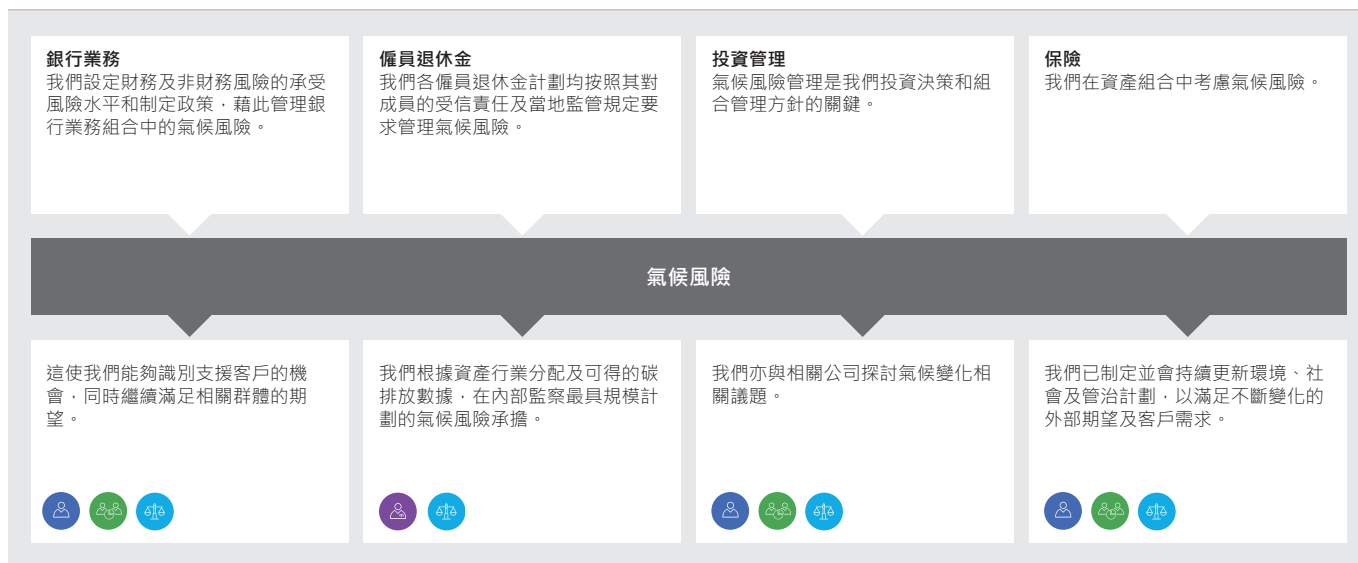 銀行業務
我們設定財務及非財務風險的承受
風險水平和制定政策，藉此管理銀
行業務組合中的氣候風險。
僱員退休金
我們各僱員退休金計劃均按照其對
成員的受信責任及當地監管規定要
求管理氣候風險。
投資管理
氣候風險管理是我們投資決策和組
合管理方針的關鍵。
保險
我們在資產組合中考慮氣候風險。
氣候風險
這使我們能夠識別支援客戶的機
會，同時繼續滿足相關群體的期
望。
我們根據資產行業分配及可得的碳
排放數據，在內部監察最具規模計
劃的氣候風險承擔。
我們亦與相關公司探討氣候變化相
關議題。
我們已制定並會持續更新環境、社
會及管治計劃，以滿足不斷變化的
外部期望及客戶需求。